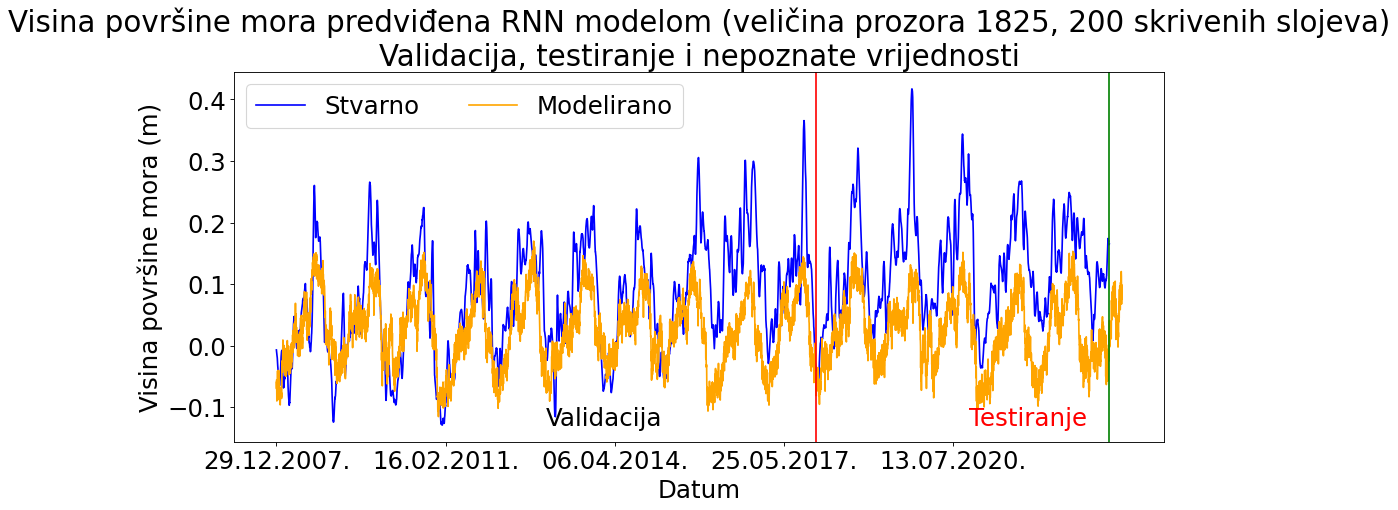 Visina površine mora predviđena RNN modelom (veličina prozora 1825, 200 skrivenih slojeva)
Validacija, testiranje i nepoznate vrijednosti
Stvarno
Modelirano
Visina površine mora (m)
0.4
0.3
0.2
0.1
0.0
−0.1
Validacija
Testiranje
29.12.2007.
16.02.2011.
06.04.2014.
25.05.2017.
13.07.2020.
Datum